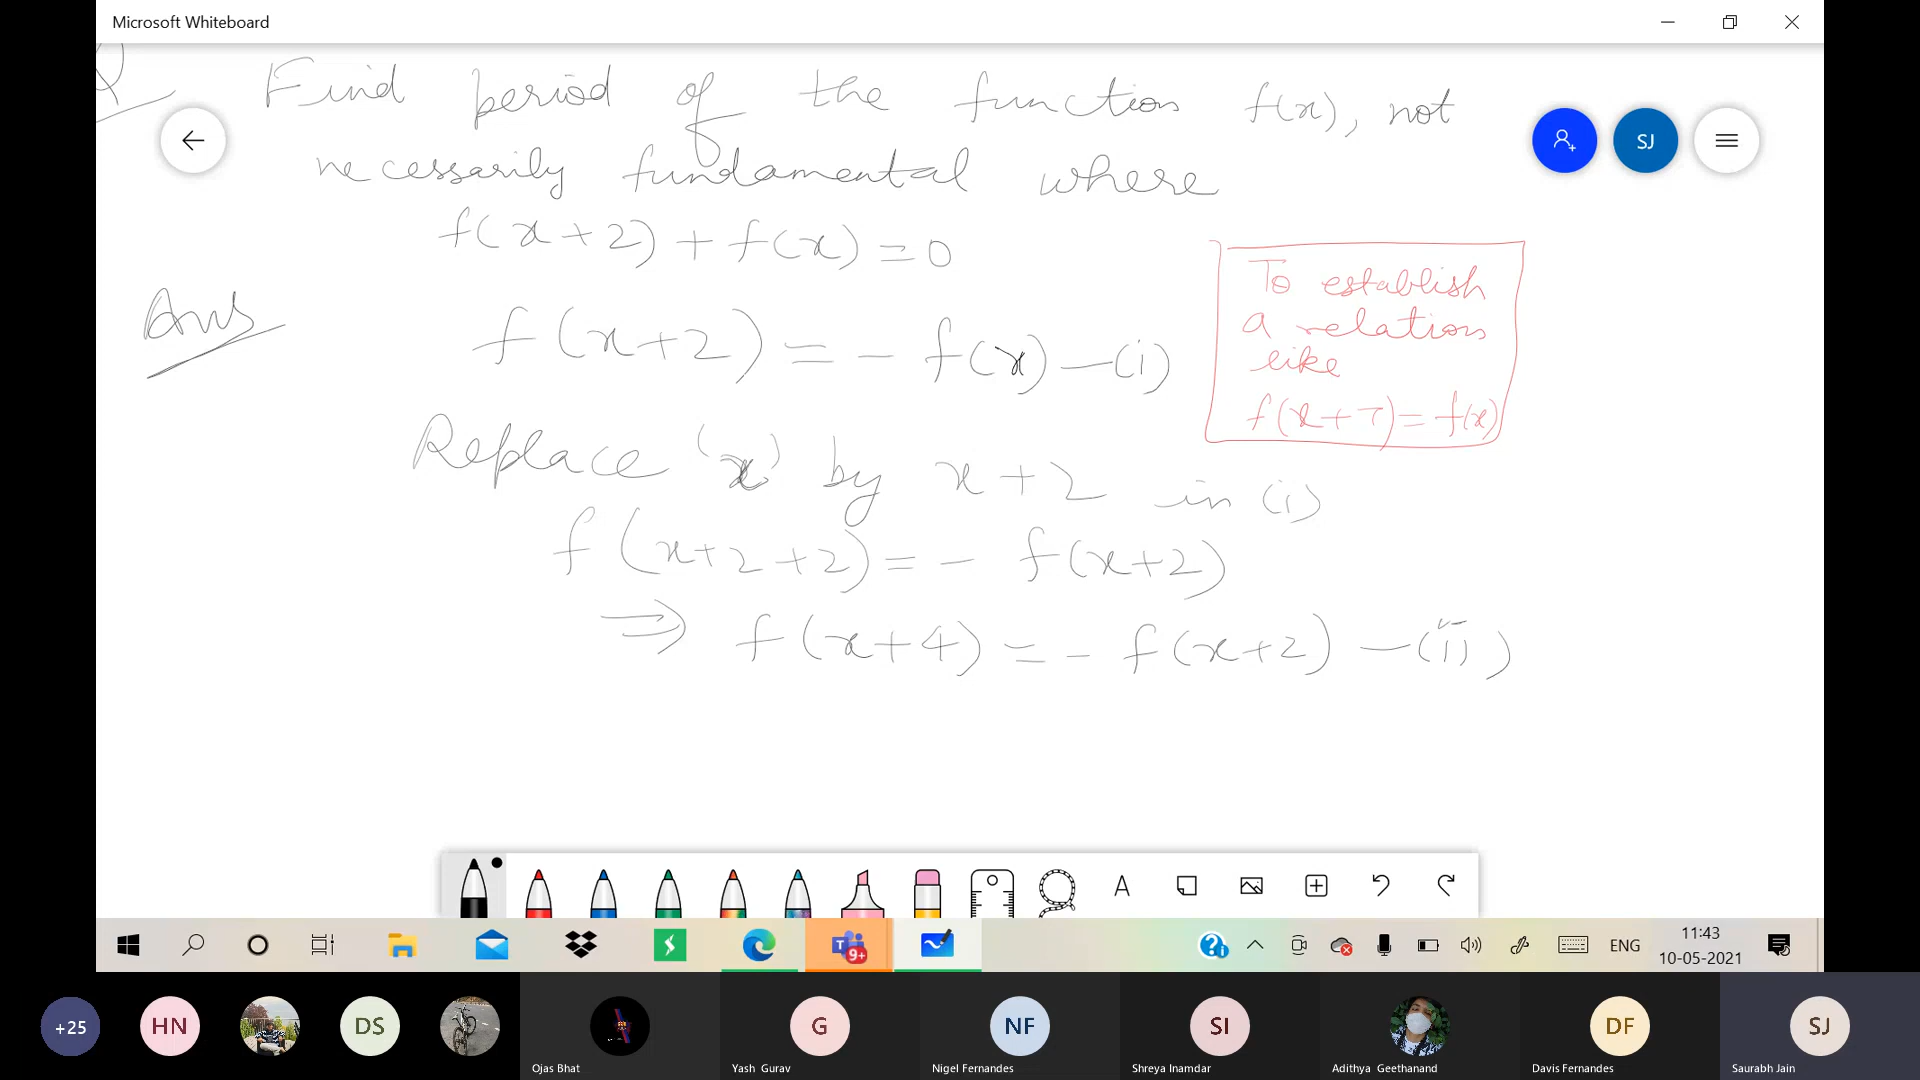 Microsoft Whiteboard
Q Find period of the function f(x), not
necessarily fundamental where
f(x+2) + f(x) = 0
Ans
f(x+2) = - f(x) —(i)
To establish
a relation
like
f(x+T) = f(x)
Replace 'x' by x+2 in (i)
f(x+2+2) = - f(x+2)
⇒ f(x+4) = - f(x+2) —(ii)
SJ
A
T 9+
ENG
11:43
10-05-2021
+25
HN
DS
G
NF
SI
DF
SJ
Ojas Bhat
Yash Gurav
Nigel Fernandes
Shreya Inamdar
Adithya Geethanand
Davis Fernandes
Saurabh Jain